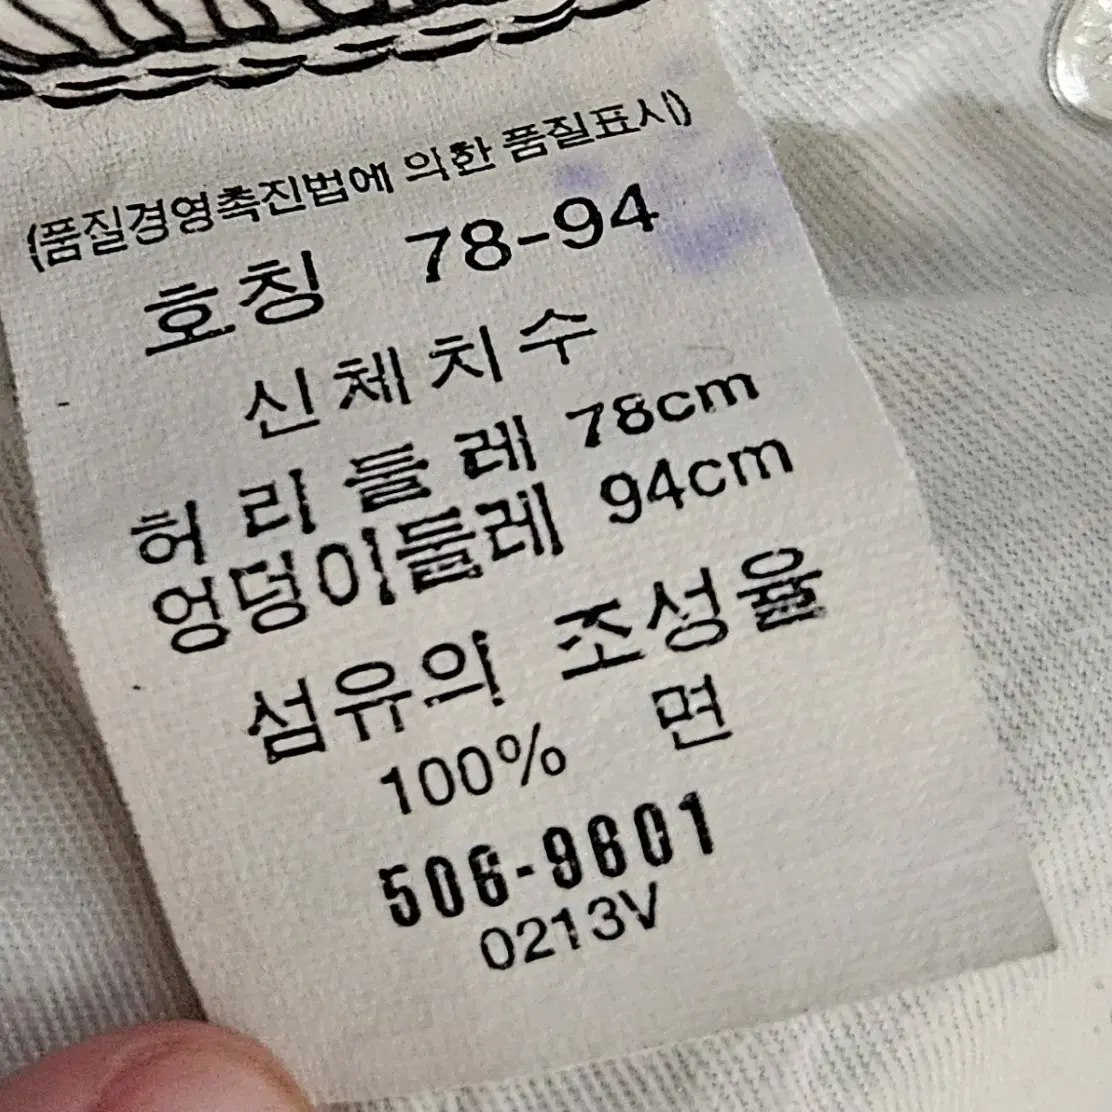 (품질경영촉진법에 의한 품질표시)
호칭 78-94
신체치수
허리둘레 78cm
엉덩이둘레 94cm
섬유의 조성율
100% 면
506-9601
0213V